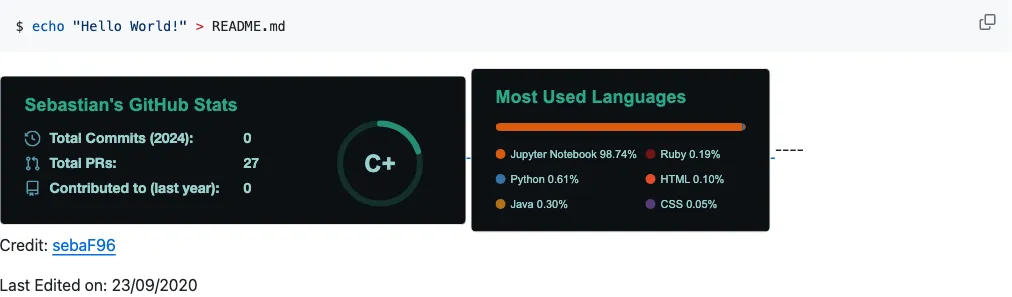 $ echo "Hello World!" > README.md
Sebastian's GitHub Stats
Total Commits (2024): 0
Total PRs: 27
Contributed to (last year): 0
C+
Most Used Languages
Jupyter Notebook 98.74%
Python 0.61%
Java 0.30%
Ruby 0.19%
HTML 0.10%
CSS 0.05%
----
Credit: sebaF96
Last Edited on: 23/09/2020